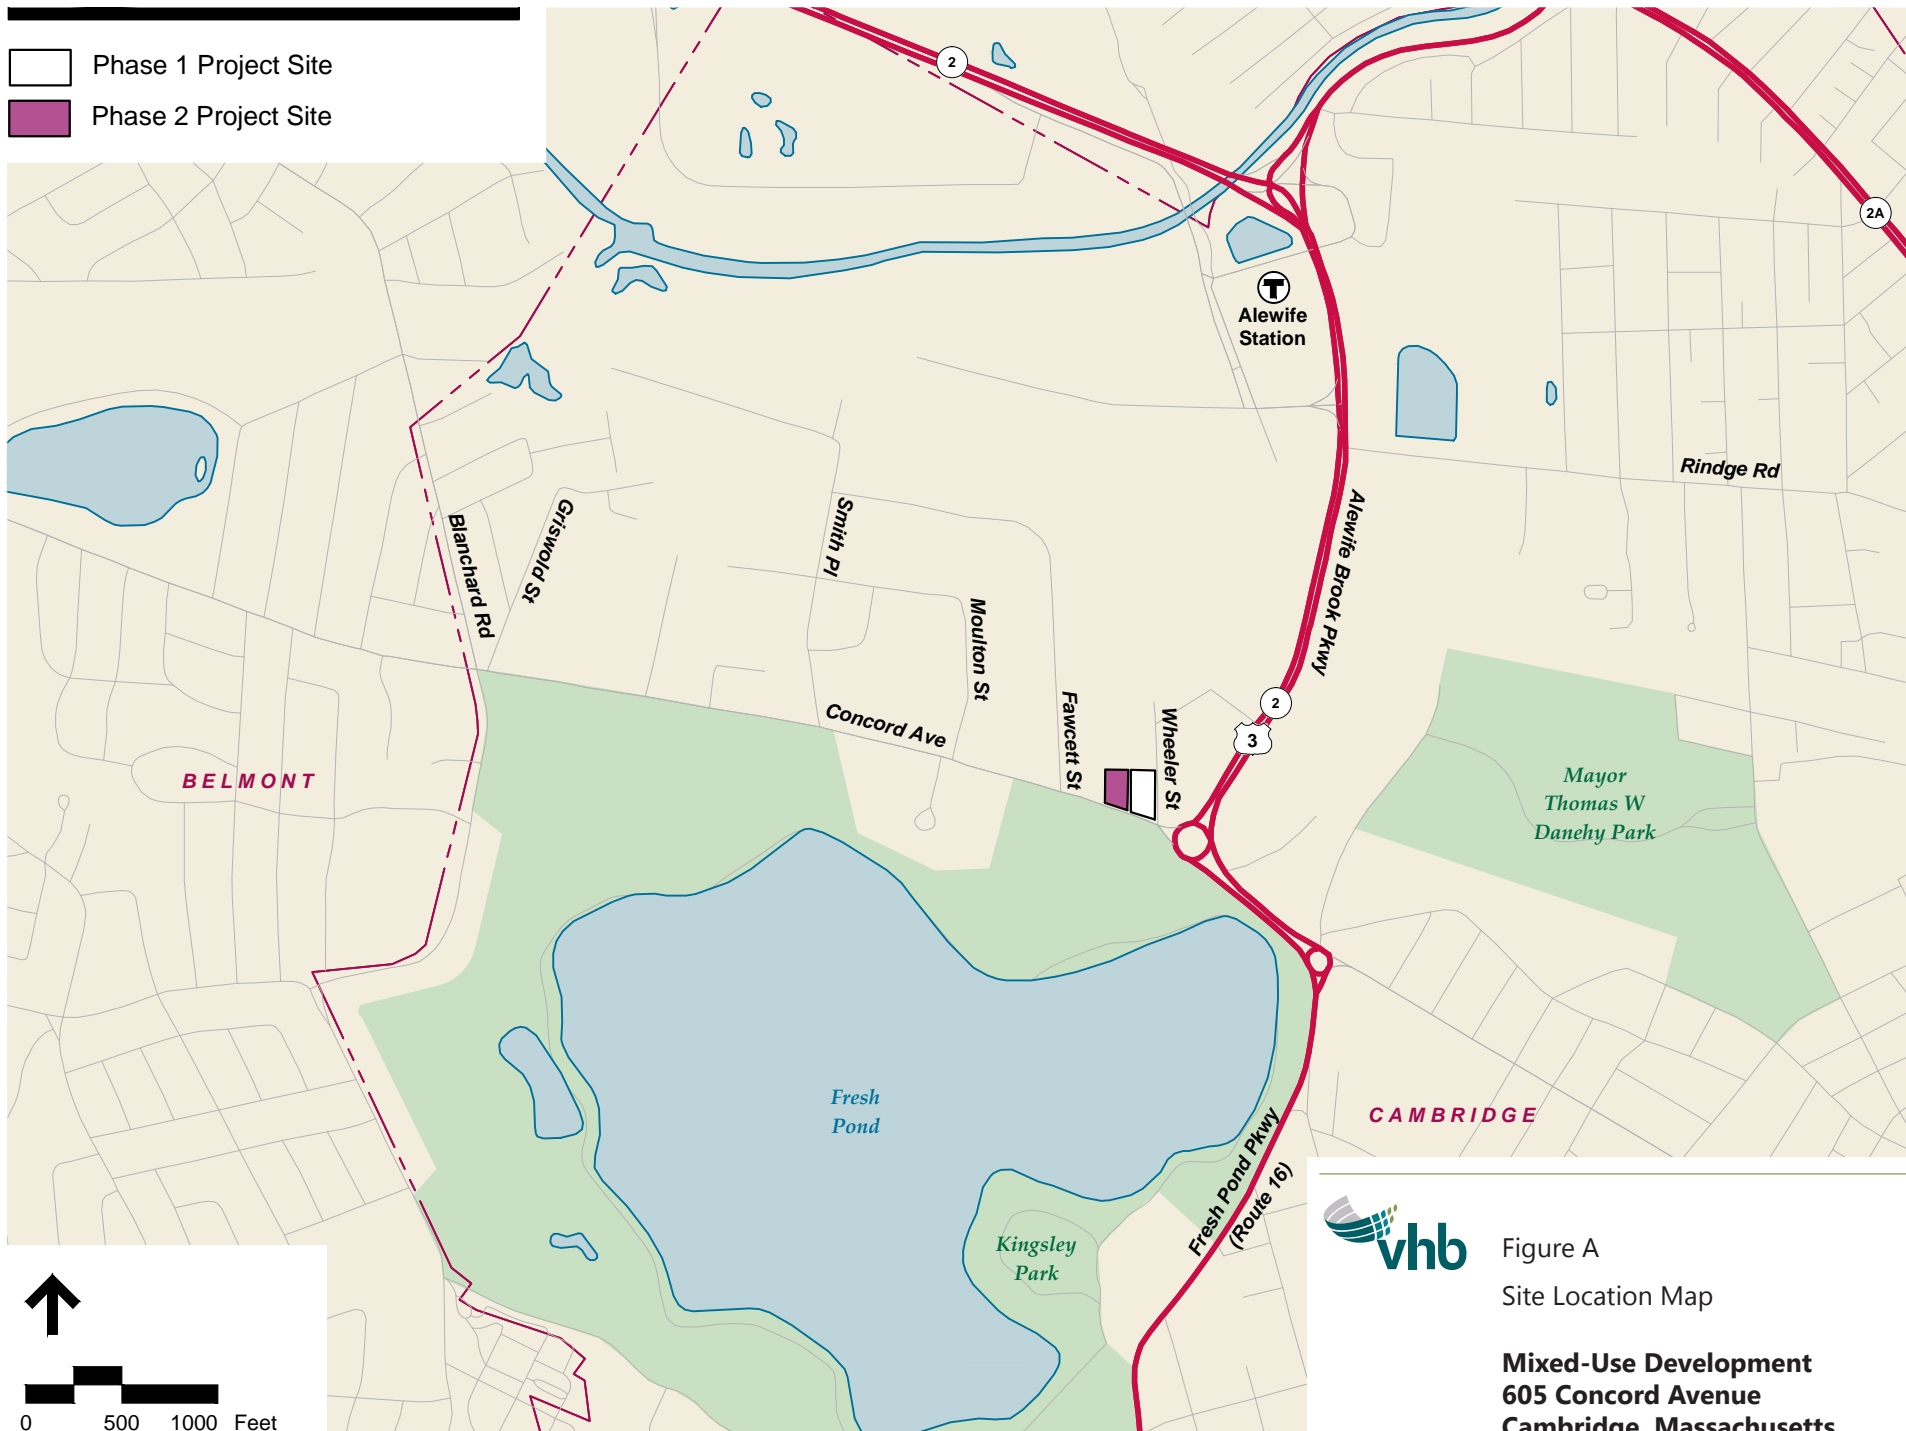 Phase 1 Project Site
Phase 2 Project Site
2
2A
T
Alewife
Station
Rindge Rd
Alewife Brook Pkwy
Blanchard Rd
Griswold St
Smith Pl
Moulton St
Concord Ave
Fawcett St
Wheeler St
2
3
BELMONT
Mayor
Thomas W
Danehy Park
Fresh
Pond
CAMBRIDGE
Fresh Pond Pkwy
(Route 16)
Kingsley
Park
0 500 1000 Feet
vhb
Figure A
Site Location Map
Mixed-Use Development
605 Concord Avenue
Cambridge, Massachusetts